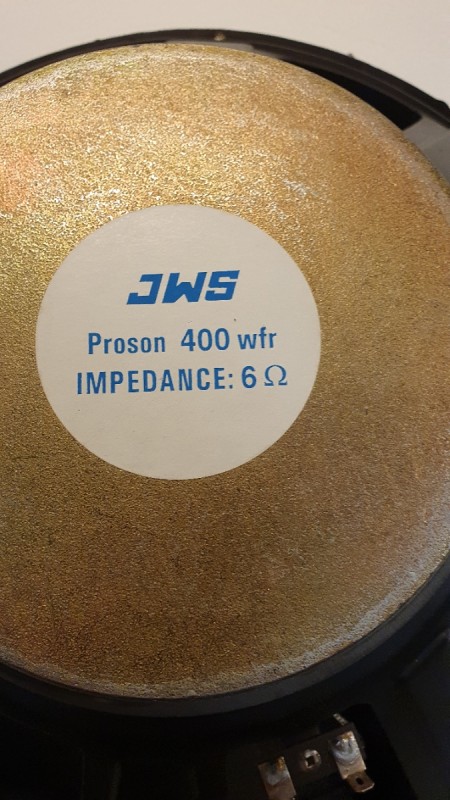 JWS
Proson 400 wfr
IMPEDANCE: 6 Ω